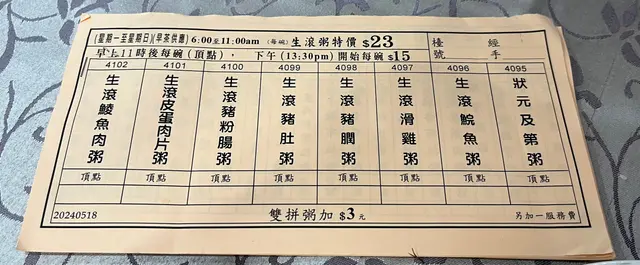 (星期一至星期日)(早茶供應) 6:00至11:00am (每碗) 生滾粥特價 $23
早上11時後每碗(頂點)， 下午(13:30pm)開始每碗 $15
檯號
經手
4102 4101 4100 4099 4098 4097 4096 4095
生滾鯪魚肉粥
生滾皮蛋肉片粥
生滾豬粉腸粥
生滾豬肚粥
生滾豬膶粥
生滾滑雞粥
生滾鯇魚粥
狀元及第粥
頂點 頂點 頂點 頂點 頂點 頂點 頂點 頂點
20240518 雙拼粥加 $3元 另加一服務費